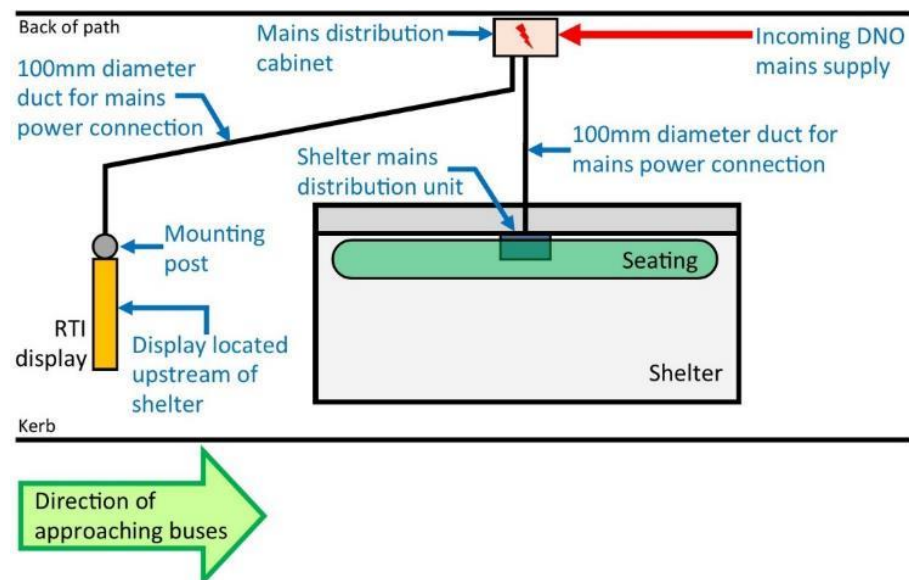 Back of path
Mains distribution
cabinet
Incoming DNO
mains supply
100mm diameter
duct for mains
power connection
100mm diameter duct for
mains power connection
Shelter mains
distribution unit
Mounting
post
Seating
RTI
display
Display located
upstream of
shelter
Shelter
Kerb
Direction of
approaching buses